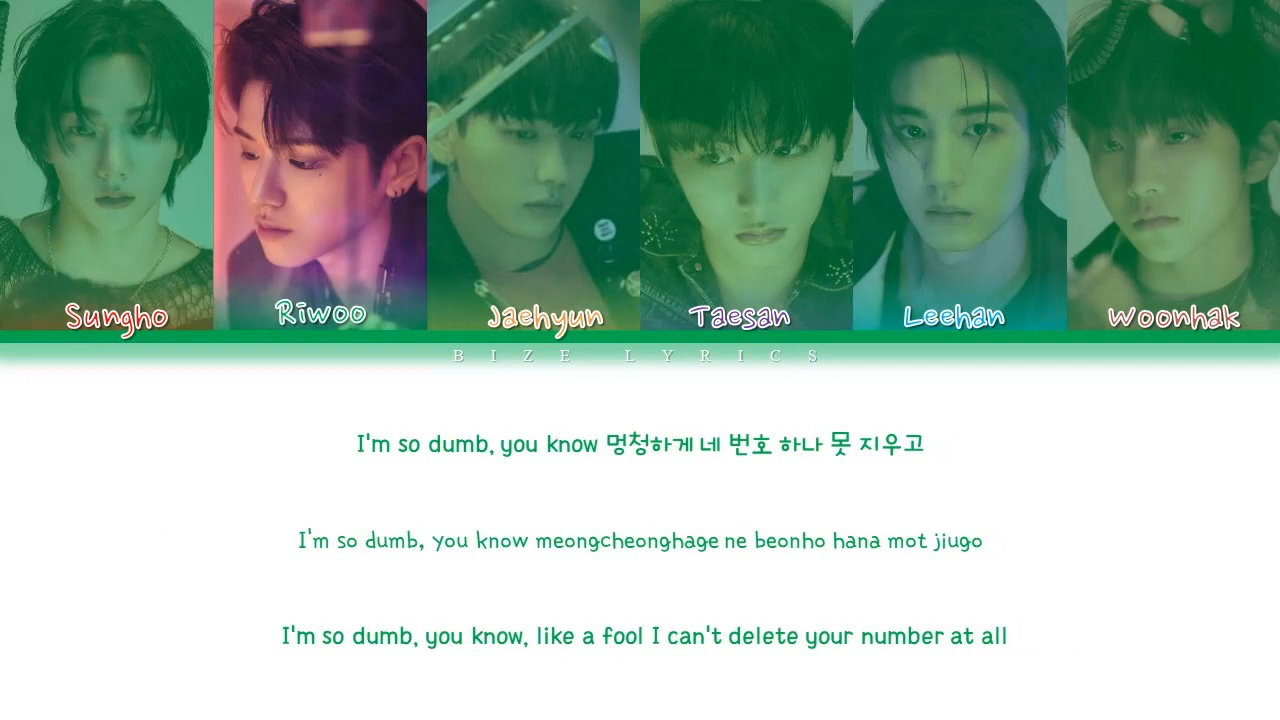 Sungho Riwoo Jaehyun Taesan Leehan Woonhak
BIZE LYRICS
I'm so dumb, you know 멍청하게 네 번호 하나 못 지우고
I'm so dumb, you know meongcheonghage ne beonho hana mot jiugo
I'm so dumb, you know, like a fool I can't delete your number at all